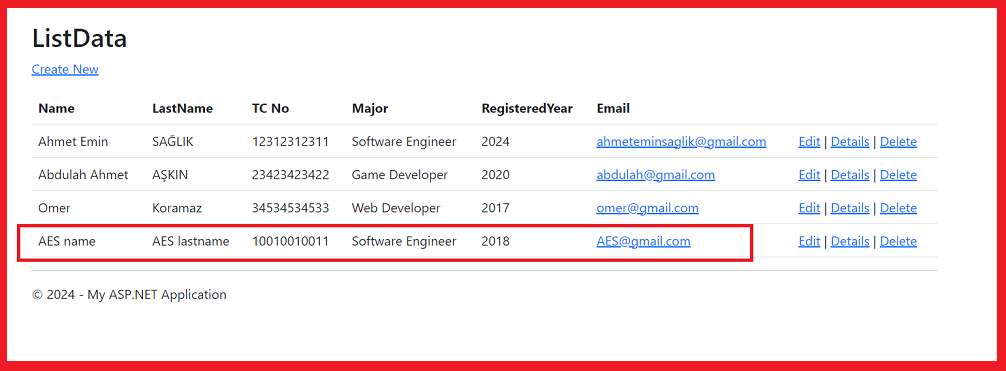 ListData
Create New
Name LastName TC No Major RegisteredYear Email
Ahmet Emin SAĞLIK 12312312311 Software Engineer 2024 ahmeteminsaglik@gmail.com Edit | Details | Delete
Abdulah Ahmet AŞKIN 23423423422 Game Developer 2020 abdulah@gmail.com Edit | Details | Delete
Omer Koramaz 34534534533 Web Developer 2017 omer@gmail.com Edit | Details | Delete
AES name AES lastname 10010010011 Software Engineer 2018 AES@gmail.com Edit | Details | Delete
© 2024 - My ASP.NET Application